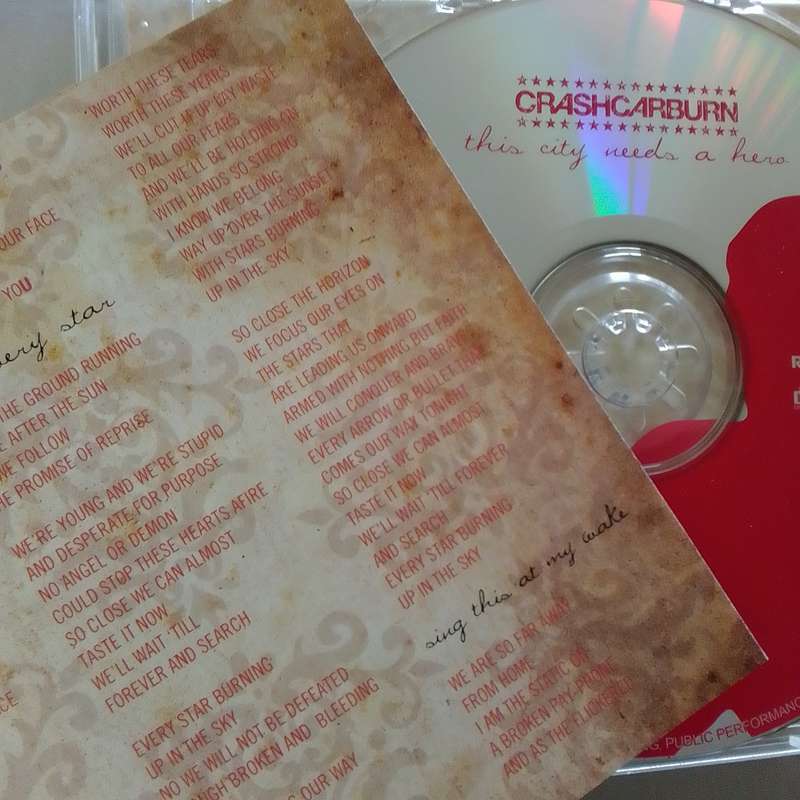 WORTH THESE TEARS
WORTH THESE YEARS
WE'LL CUT UP OR LAY WASTE
TO ALL OUR FEARS
AND WE'LL BE HOLDING ON
WITH HANDS SO STRONG
I KNOW WE BELONG
WAY UP OVER THE SUNSET
WITH STARS BURNING
UP IN THE SKY
SO CLOSE THE HORIZON
WE FOCUS OUR EYES ON
THE STARS THAT
ARE LEADING US ONWARD
ARMED WITH NOTHING BUT FAITH
WE WILL CONQUER AND BRAVE
EVERY ARROW OR BULLET THAT
COMES OUR WAY TONIGHT
SO CLOSE WE CAN ALMOST
TASTE IT NOW
WE'LL WAIT 'TILL FOREVER
AND SEARCH
EVERY STAR BURNING
UP IN THE SKY
sing this at my wake
WE ARE SO FAR AWAY
FROM HOME
I AM THE STATIC ON
A BROKEN PAY-PHONE
AND AS THE FLICKERED
OUR FACE
YOU
every star
THE GROUND RUNNING
AFTER THE SUN
WE FOLLOW
THE PROMISE OF REPRISE
WE'RE YOUNG AND WE'RE STUPID
AND DESPERATE FOR PURPOSE
NO ANGEL OR DEMON
COULD STOP THESE HEARTS AFIRE
SO CLOSE WE CAN ALMOST
TASTE IT NOW
WE'LL WAIT 'TILL
FOREVER AND SEARCH
EVERY STAR BURNING
UP IN THE SKY
NO WE WILL NOT BE DEFEATED
BROKEN AND BLEEDING
OUR WAY
CRASHCARBURN
this city needs a hero
PUBLIC PERFORMANC